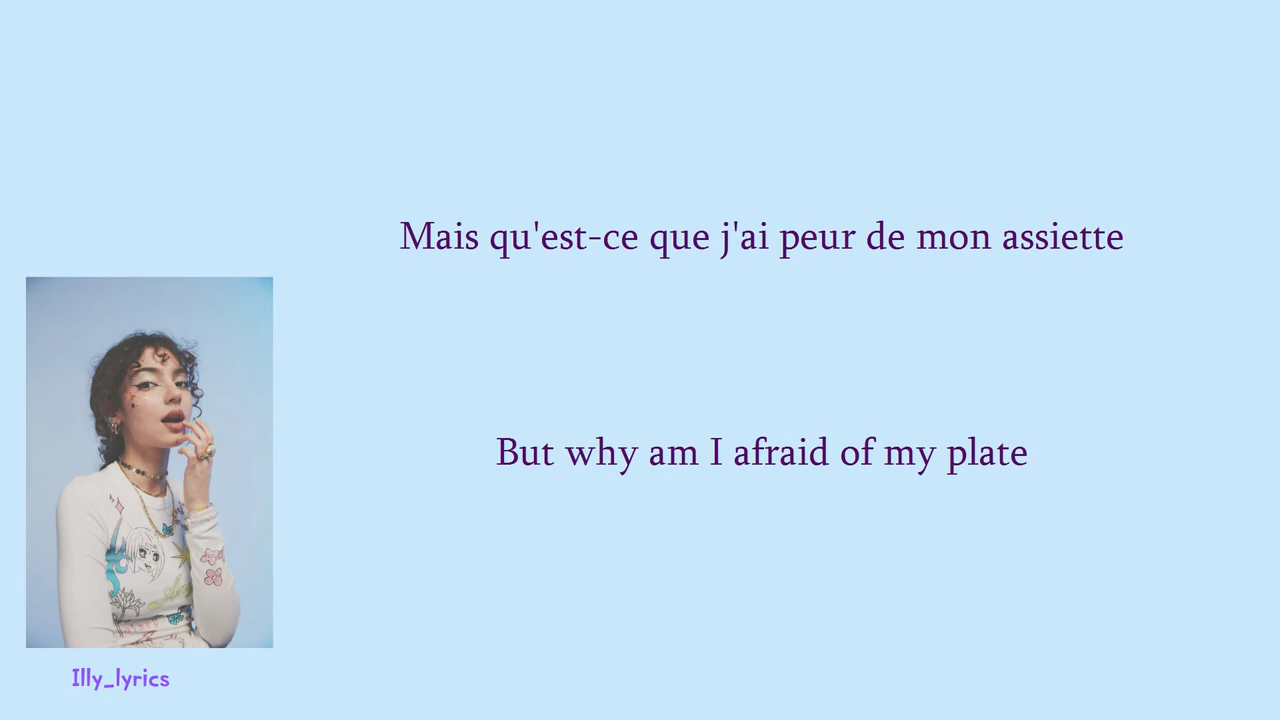 Mais qu'est-ce que j'ai peur de mon assiette
But why am I afraid of my plate
Illy_lyrics